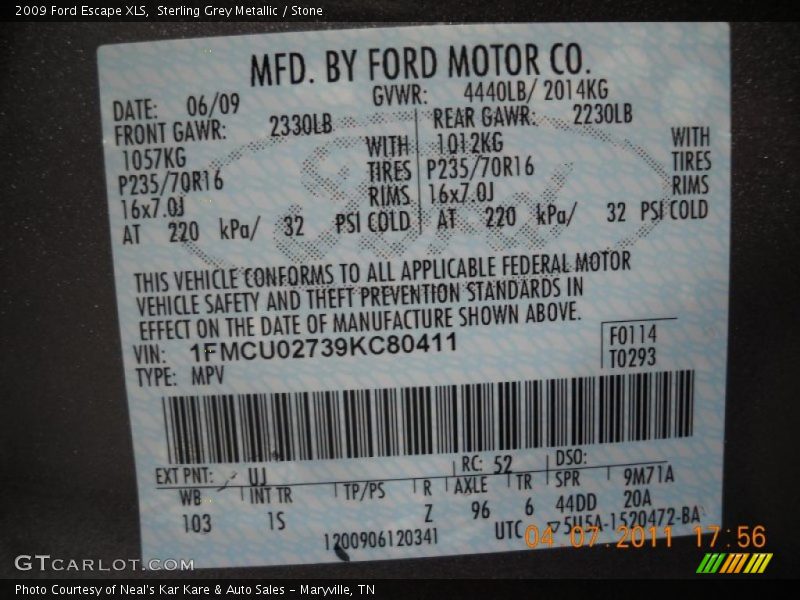 2009 Ford Escape XLS,  Sterling Grey Metallic / Stone
MFD. BY FORD MOTOR CO.
DATE: 06/09 GVWR: 4440LB/ 2014KG
FRONT GAWR: 2330LB REAR GAWR: 2230LB
1057KG WITH 1012KG WITH
P235/70R16 TIRES P235/70R16 TIRES
16x7.0J RIMS 16x7.0J RIMS
AT 220 kPa/ 32 PSI COLD AT 220 kPa/ 32 PSI COLD
Ford
THIS VEHICLE CONFORMS TO ALL APPLICABLE FEDERAL MOTOR
VEHICLE SAFETY AND THEFT PREVENTION STANDARDS IN
EFFECT ON THE DATE OF MANUFACTURE SHOWN ABOVE.
VIN: 1FMCU02739KC80411 F0114
TYPE: MPV T0293
EXT PNT: UJ RC: 52 DSO:
WB INT TR TP/PS R AXLE TR SPR 9M71A
103 1S Z 96 6 44DD 20A
1200906120341 UTC ▽5U5A-1520472-BA
04.07.2011 17:56
GTCARLOT.COM
Photo Courtesy of Neal's Kar Kare & Auto Sales - Maryville, TN